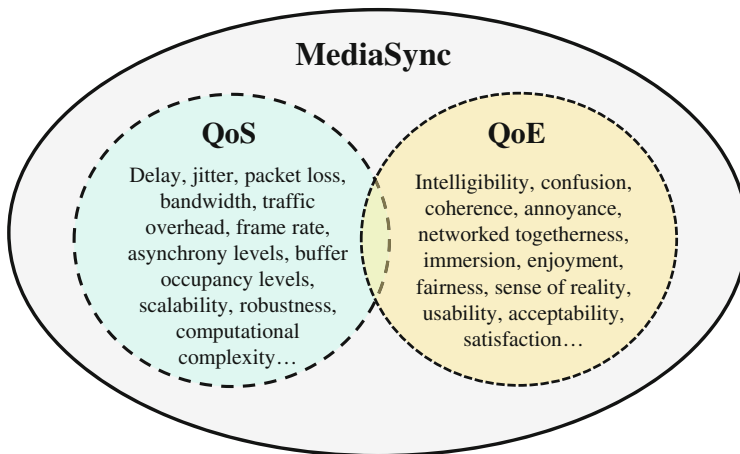 MediaSync
QoS
Delay, jitter, packet loss,
bandwidth, traffic
overhead, frame rate,
asynchrony levels, buffer
occupancy levels,
scalability, robustness,
computational
complexity…
QoE
Intelligibility, confusion,
coherence, annoyance,
networked togetherness,
immersion, enjoyment,
fairness, sense of reality,
usability, acceptability,
satisfaction…